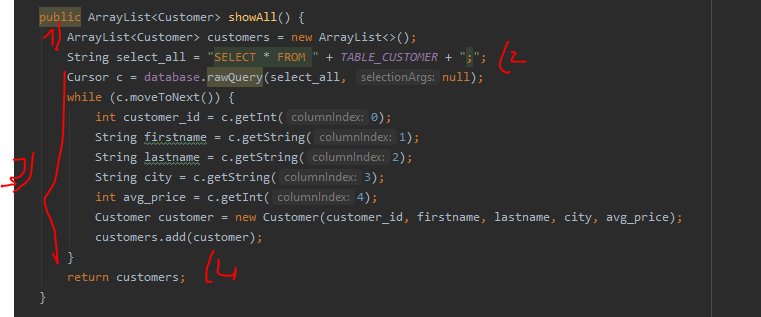 public ArrayList<Customer> showAll() {
1)
ArrayList<Customer> customers = new ArrayList<>();
String select_all = "SELECT * FROM " + TABLE_CUSTOMER + ";"; (2
Cursor c = database.rawQuery(select_all, selectionArgs: null);
while (c.moveToNext()) {
int customer_id = c.getInt( columnIndex: 0);
String firstname = c.getString( columnIndex: 1);
String lastname = c.getString( columnIndex: 2);
3)
String city = c.getString( columnIndex: 3);
int avg_price = c.getInt( columnIndex: 4);
Customer customer = new Customer(customer_id, firstname, lastname, city, avg_price);
customers.add(customer);
}
return customers; (4
}